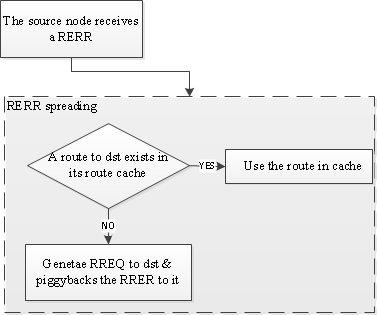 The source node receives
a RERR
RERR spreading
A route to dst exists in
its route cache
YES
Use the route in cache
NO
Genetae RREQ to dst &
piggybacks the RRER to it